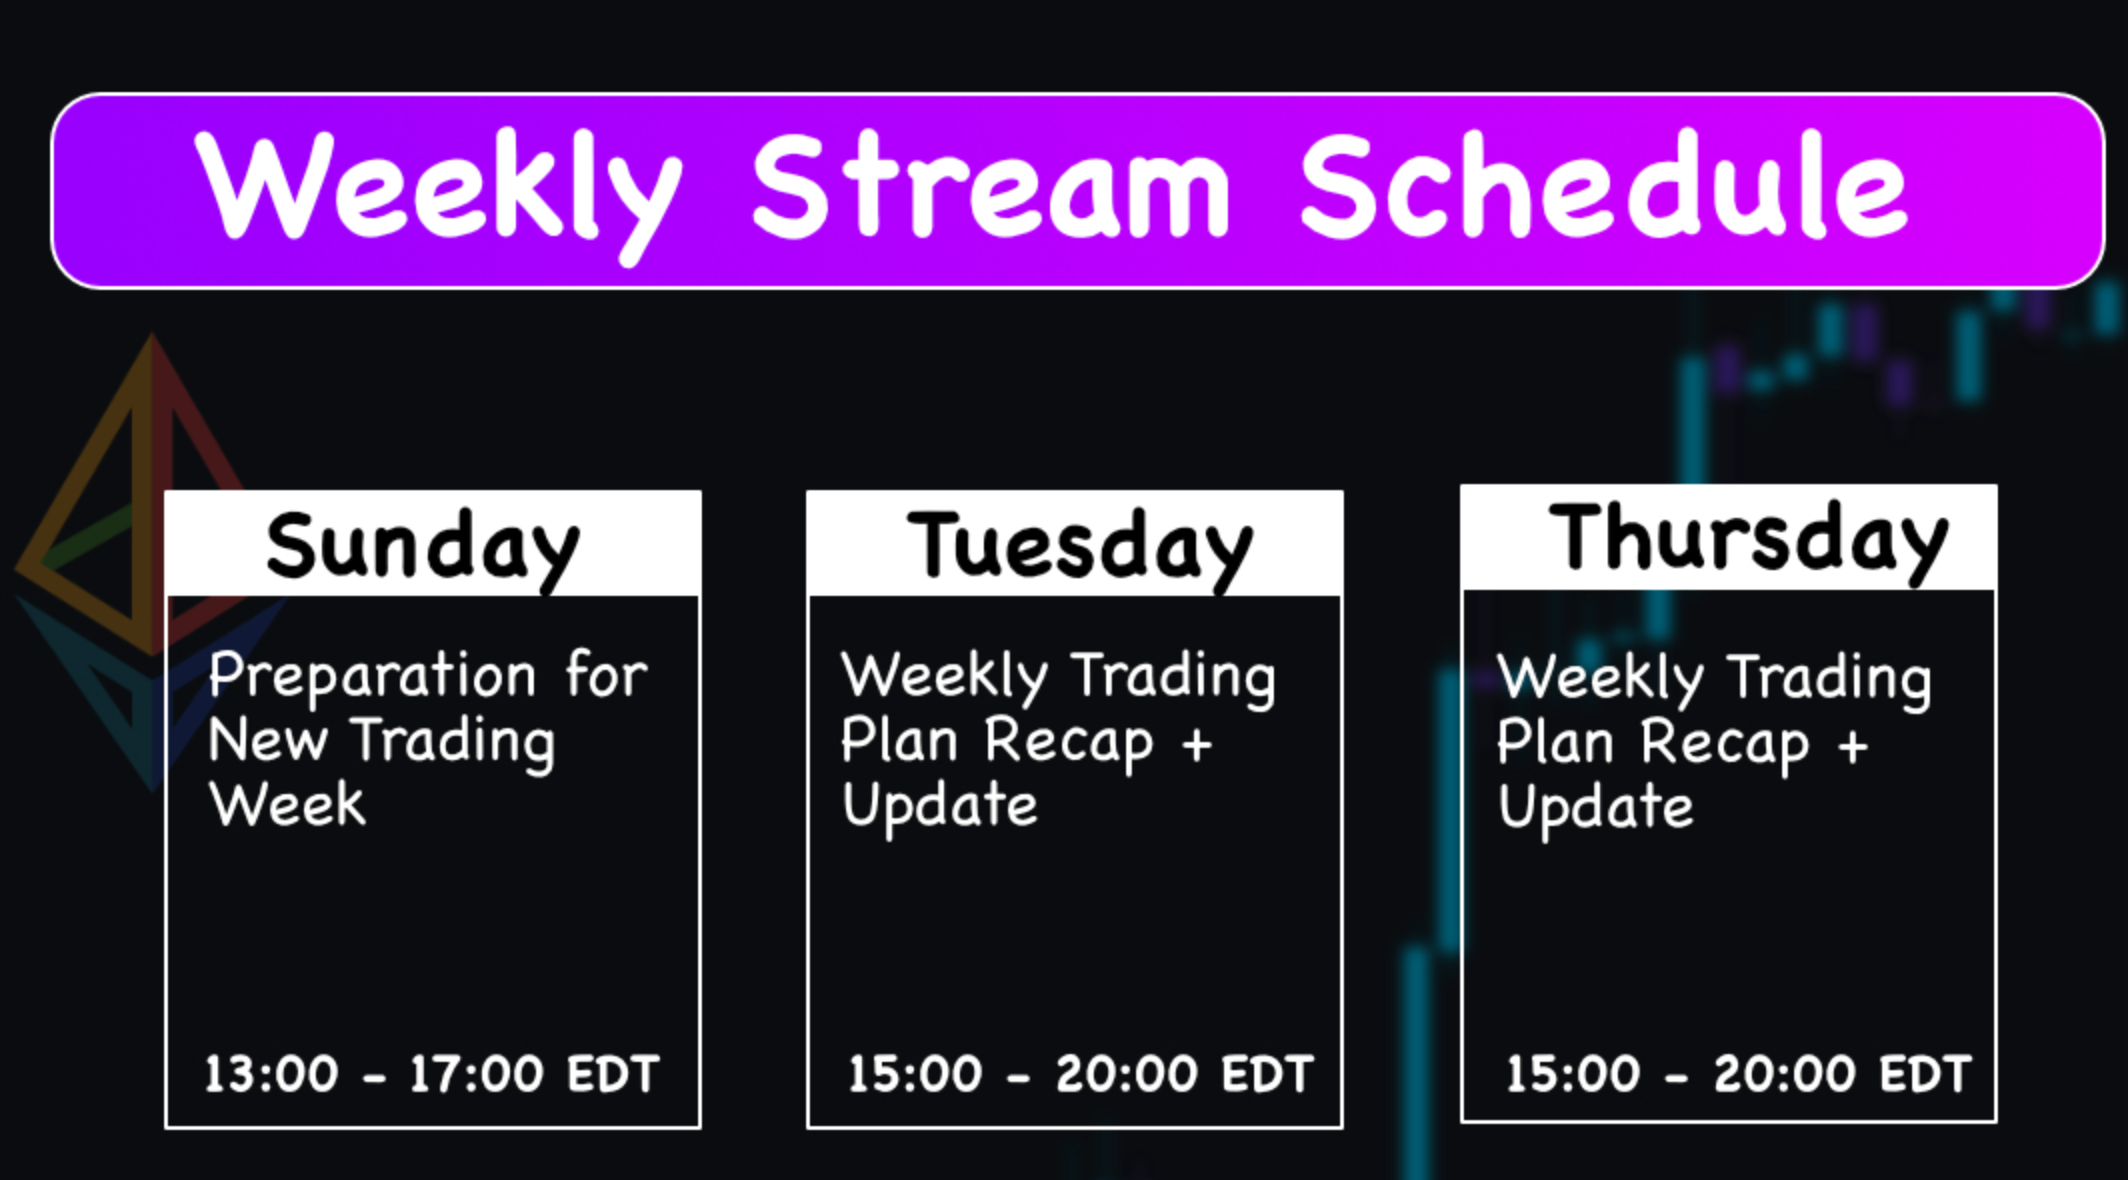 Weekly Stream Schedule
Sunday
Preparation for
New Trading
Week
13:00 - 17:00 EDT
Tuesday
Weekly Trading
Plan Recap +
Update
15:00 - 20:00 EDT
Thursday
Weekly Trading
Plan Recap +
Update
15:00 - 20:00 EDT